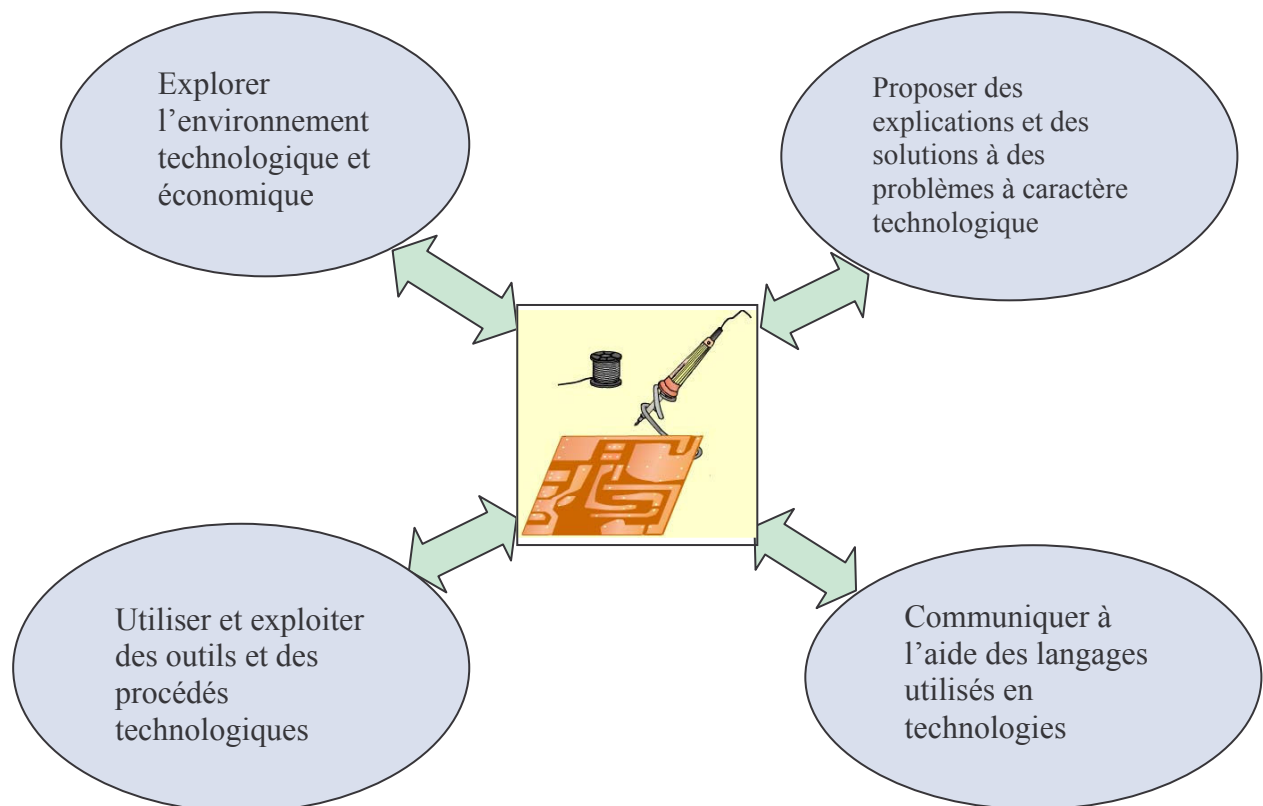 Explorer
l’environnement
technologique et
économique
Proposer des
explications et des
solutions à des
problèmes à caractère
technologique
Utiliser et exploiter
des outils et des
procédés
technologiques
Communiquer à
l’aide des langages
utilisés en
technologies